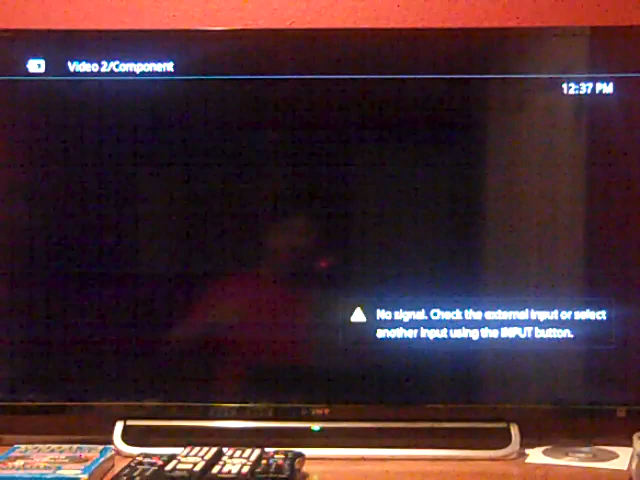 Video 2/Component
12:37 PM
No signal. Check the external input or select
another input using the INPUT button.
SONY